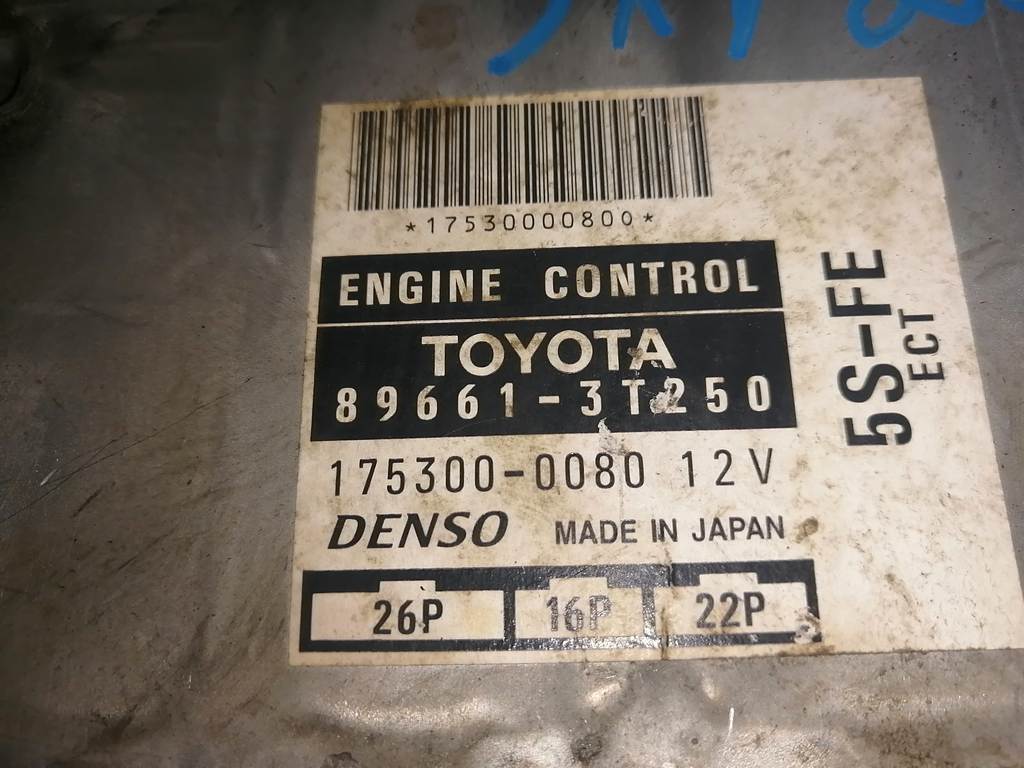 *17530000800*
ENGINE CONTROL
TOYOTA
89661-3T250
175300-0080 12V
DENSO MADE IN JAPAN
26P 16P 22P
5S-FE
ECT